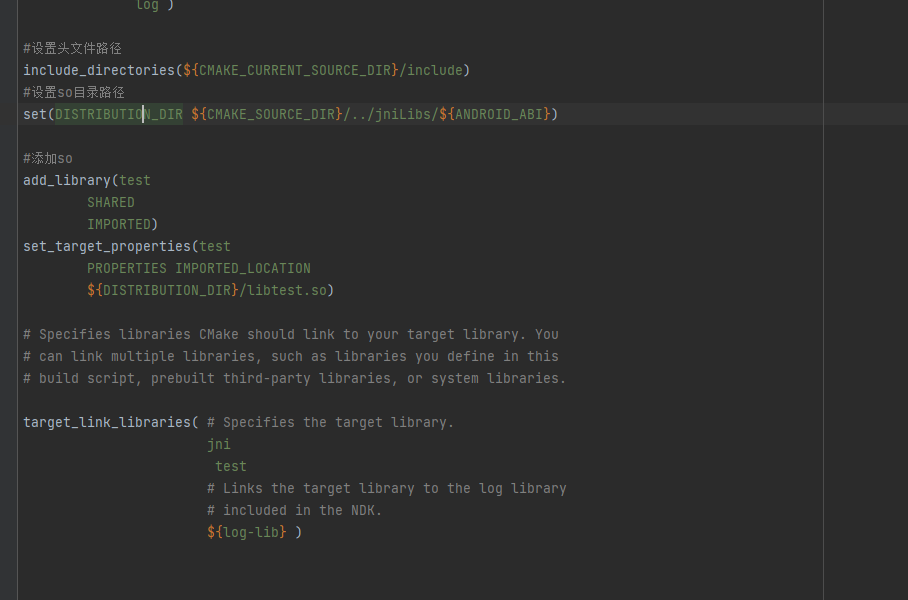 log )
#设置头文件路径
include_directories(${CMAKE_CURRENT_SOURCE_DIR}/include)
#设置so目录路径
set(DISTRIBUTION_DIR ${CMAKE_SOURCE_DIR}/../jniLibs/${ANDROID_ABI})
#添加so
add_library(test
SHARED
IMPORTED)
set_target_properties(test
PROPERTIES IMPORTED_LOCATION
${DISTRIBUTION_DIR}/libtest.so)
# Specifies libraries CMake should link to your target library. You
# can link multiple libraries, such as libraries you define in this
# build script, prebuilt third-party libraries, or system libraries.
target_link_libraries( # Specifies the target library.
jni
test
# Links the target library to the log library
# included in the NDK.
${log-lib} )